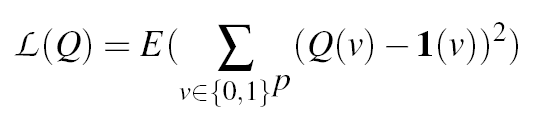 ℒ(Q) = E(∑_{v∈{0,1}^p} (Q(v) − 𝟏(v))²)